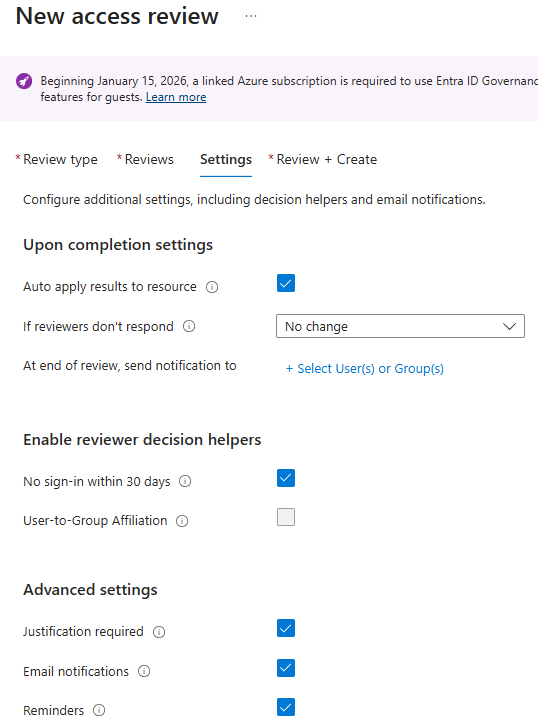 New access review ...
Beginning January 15, 2026, a linked Azure subscription is required to use Entra ID Governanc
features for guests. Learn more
* Review type * Reviews Settings * Review + Create
Configure additional settings, including decision helpers and email notifications.
Upon completion settings
Auto apply results to resource
If reviewers don't respond No change
At end of review, send notification to + Select User(s) or Group(s)
Enable reviewer decision helpers
No sign-in within 30 days
User-to-Group Affiliation
Advanced settings
Justification required
Email notifications
Reminders